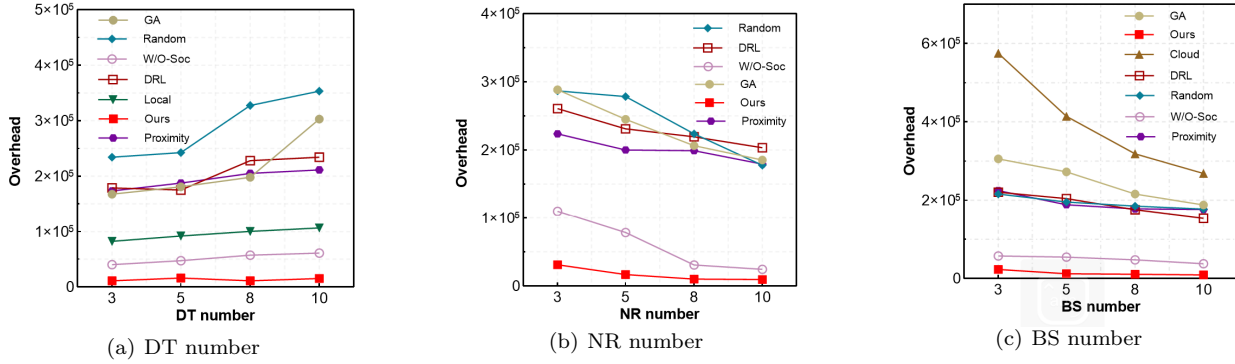 5×10⁵
4×10⁵
3×10⁵
2×10⁵
1×10⁵
0
Overhead
GA
Random
W/O-Soc
DRL
Local
Ours
Proximity
3 5 8 10
DT number
(a) DT number
4×10⁵
3×10⁵
2×10⁵
1×10⁵
0
Overhead
Random
DRL
W/O-Soc
GA
Ours
Proximity
3 5 8 10
NR number
(b) NR number
6×10⁵
4×10⁵
2×10⁵
0
Overhead
GA
Ours
Cloud
DRL
Random
W/O-Soc
Proximity
3 5 8 10
BS number
(c) BS number